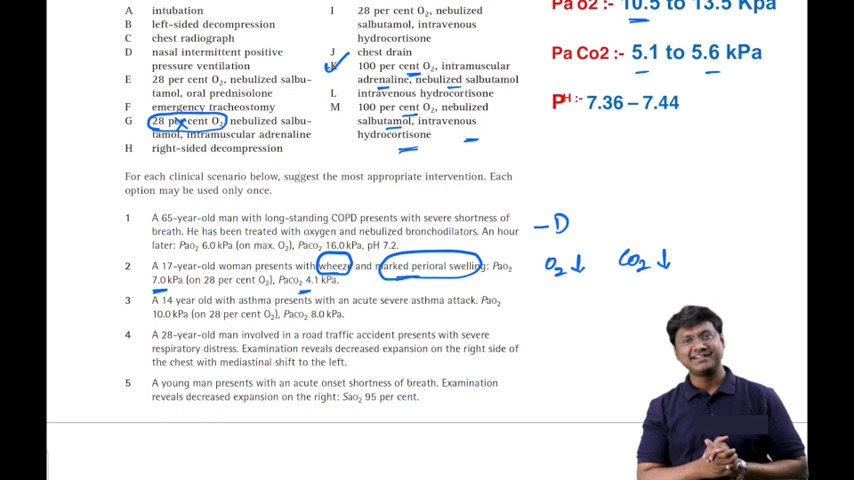 A intubation
B left-sided decompression
C chest radiograph
D nasal intermittent positive
pressure ventilation
E 28 per cent O2, nebulized salbu-
tamol, oral prednisolone
F emergency tracheostomy
G 28 per cent O2, nebulized salbu-
tamol, intramuscular adrenaline
H right-sided decompression
I 28 per cent O2, nebulized
salbutamol, intravenous
hydrocortisone
J chest drain
K 100 per cent O2, intramuscular
adrenaline, nebulized salbutamol
L intravenous hydrocortisone
M 100 per cent O2, nebulized
salbutamol, intravenous
hydrocortisone
Pa o2 :- 10.5 to 13.5 Kpa
Pa Co2 :- 5.1 to 5.6 kPa
PH :- 7.36 – 7.44
For each clinical scenario below, suggest the most appropriate intervention. Each
option may be used only once.
1 A 65-year-old man with long-standing COPD presents with severe shortness of
breath. He has been treated with oxygen and nebulized bronchodilators. An hour
later: Pao2 6.0 kPa (on max. O2), Paco2 16.0 kPa, pH 7.2.
– D
2 A 17-year-old woman presents with wheeze and marked perioral swelling: Pao2
7.0 kPa (on 28 per cent O2), Paco2 4.1 kPa.
O2 ↓ CO2 ↓
3 A 14 year old with asthma presents with an acute severe asthma attack. Pao2
10.0 kPa (on 28 per cent O2), Paco2 8.0 kPa.
4 A 28-year-old man involved in a road traffic accident presents with severe
respiratory distress. Examination reveals decreased expansion on the right side of
the chest with mediastinal shift to the left.
5 A young man presents with an acute onset shortness of breath. Examination
reveals decreased expansion on the right: Sao2 95 per cent.